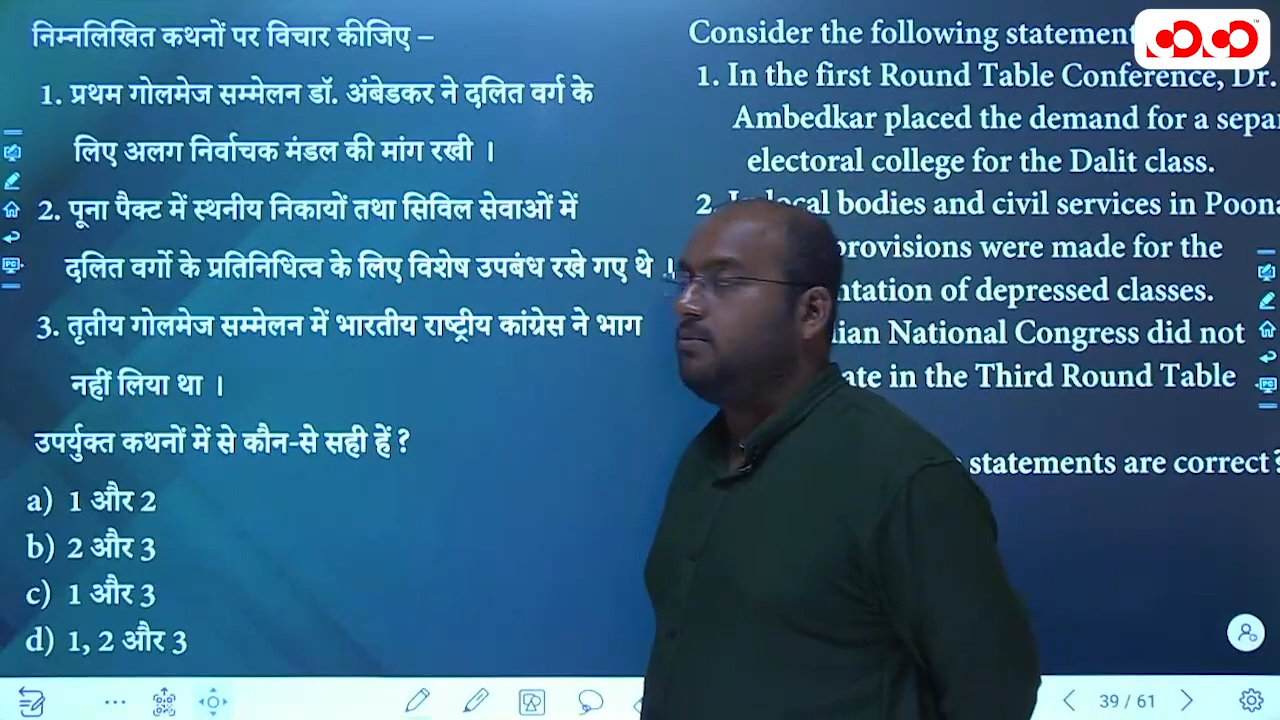 निम्नलिखित कथनों पर विचार कीजिए –
1. प्रथम गोलमेज सम्मेलन डॉ. अंबेडकर ने दलित वर्ग के
लिए अलग निर्वाचक मंडल की मांग रखी ।
2. पूना पैक्ट में स्थनीय निकायों तथा सिविल सेवाओं में
दलित वर्गो के प्रतिनिधित्व के लिए विशेष उपबंध रखे गए थे ।
3. तृतीय गोलमेज सम्मेलन में भारतीय राष्ट्रीय कांग्रेस ने भाग
नहीं लिया था ।
उपर्युक्त कथनों में से कौन-से सही हें ?
a) 1 और 2
b) 2 और 3
c) 1 और 3
d) 1, 2 और 3
Consider the following statement
1. In the first Round Table Conference, Dr.
Ambedkar placed the demand for a separ
electoral college for the Dalit class.
2. bodies and civil services in Poona
provisions were made for the
of depressed classes.
National Congress did not
in the Third Round Table
statements are correct?
39 / 61